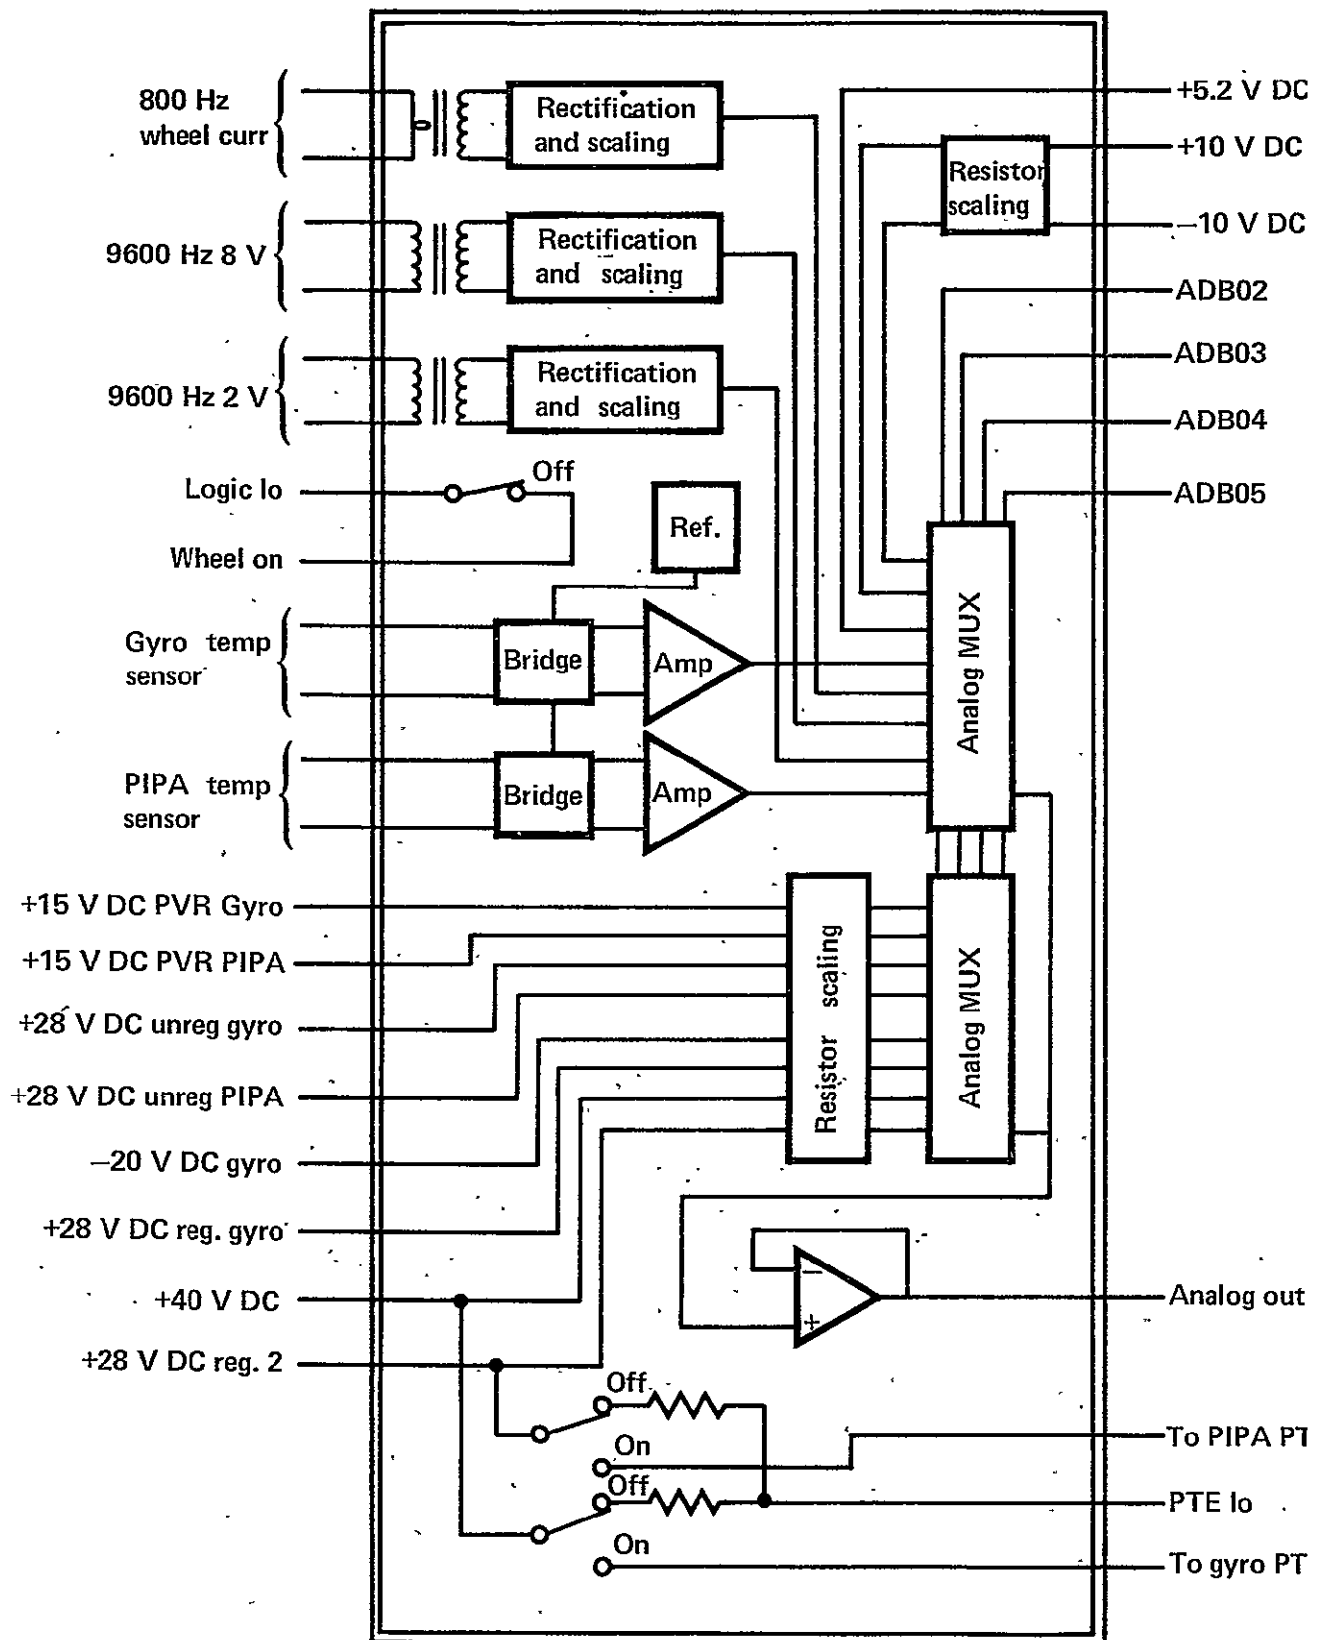 800 Hz
wheel curr
Rectification
and scaling
+5.2 V DC
+10 V DC
Resistor
scaling
−10 V DC
9600 Hz 8 V
Rectification
and scaling
ADB02
ADB03
9600 Hz 2 V
Rectification
and scaling
ADB04
Logic lo
Off
ADB05
Wheel on
Ref.
Gyro temp
sensor
Bridge
Amp
Analog MUX
PIPA temp
sensor
Bridge
Amp
+15 V DC PVR Gyro
+15 V DC PVR PIPA
+28 V DC unreg gyro
+28 V DC unreg PIPA
−20 V DC gyro
+28 V DC reg. gyro
+40 V DC
+28 V DC reg. 2
Resistor scaling
Analog MUX
−
+
Analog out
Off
On
To PIPA PT
Off
PTE lo
On
To gyro PT